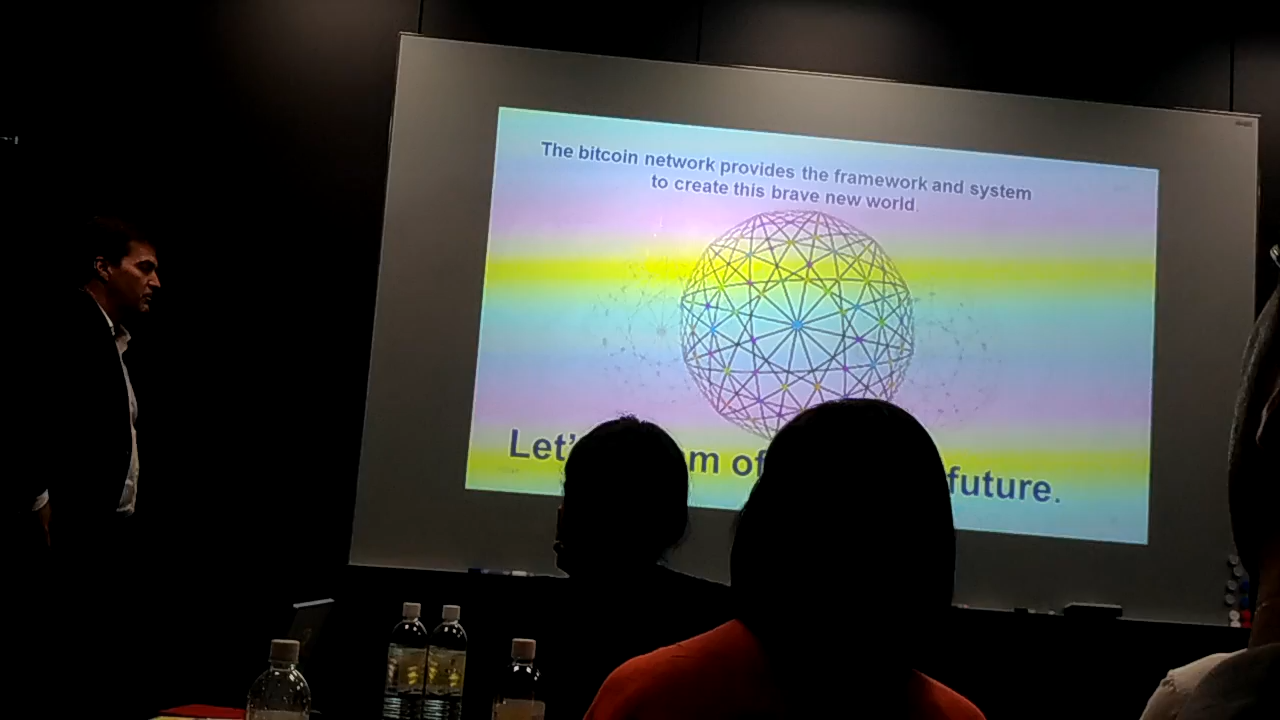 The bitcoin network provides the framework and system
to create this brave new world.
Let' m of future.